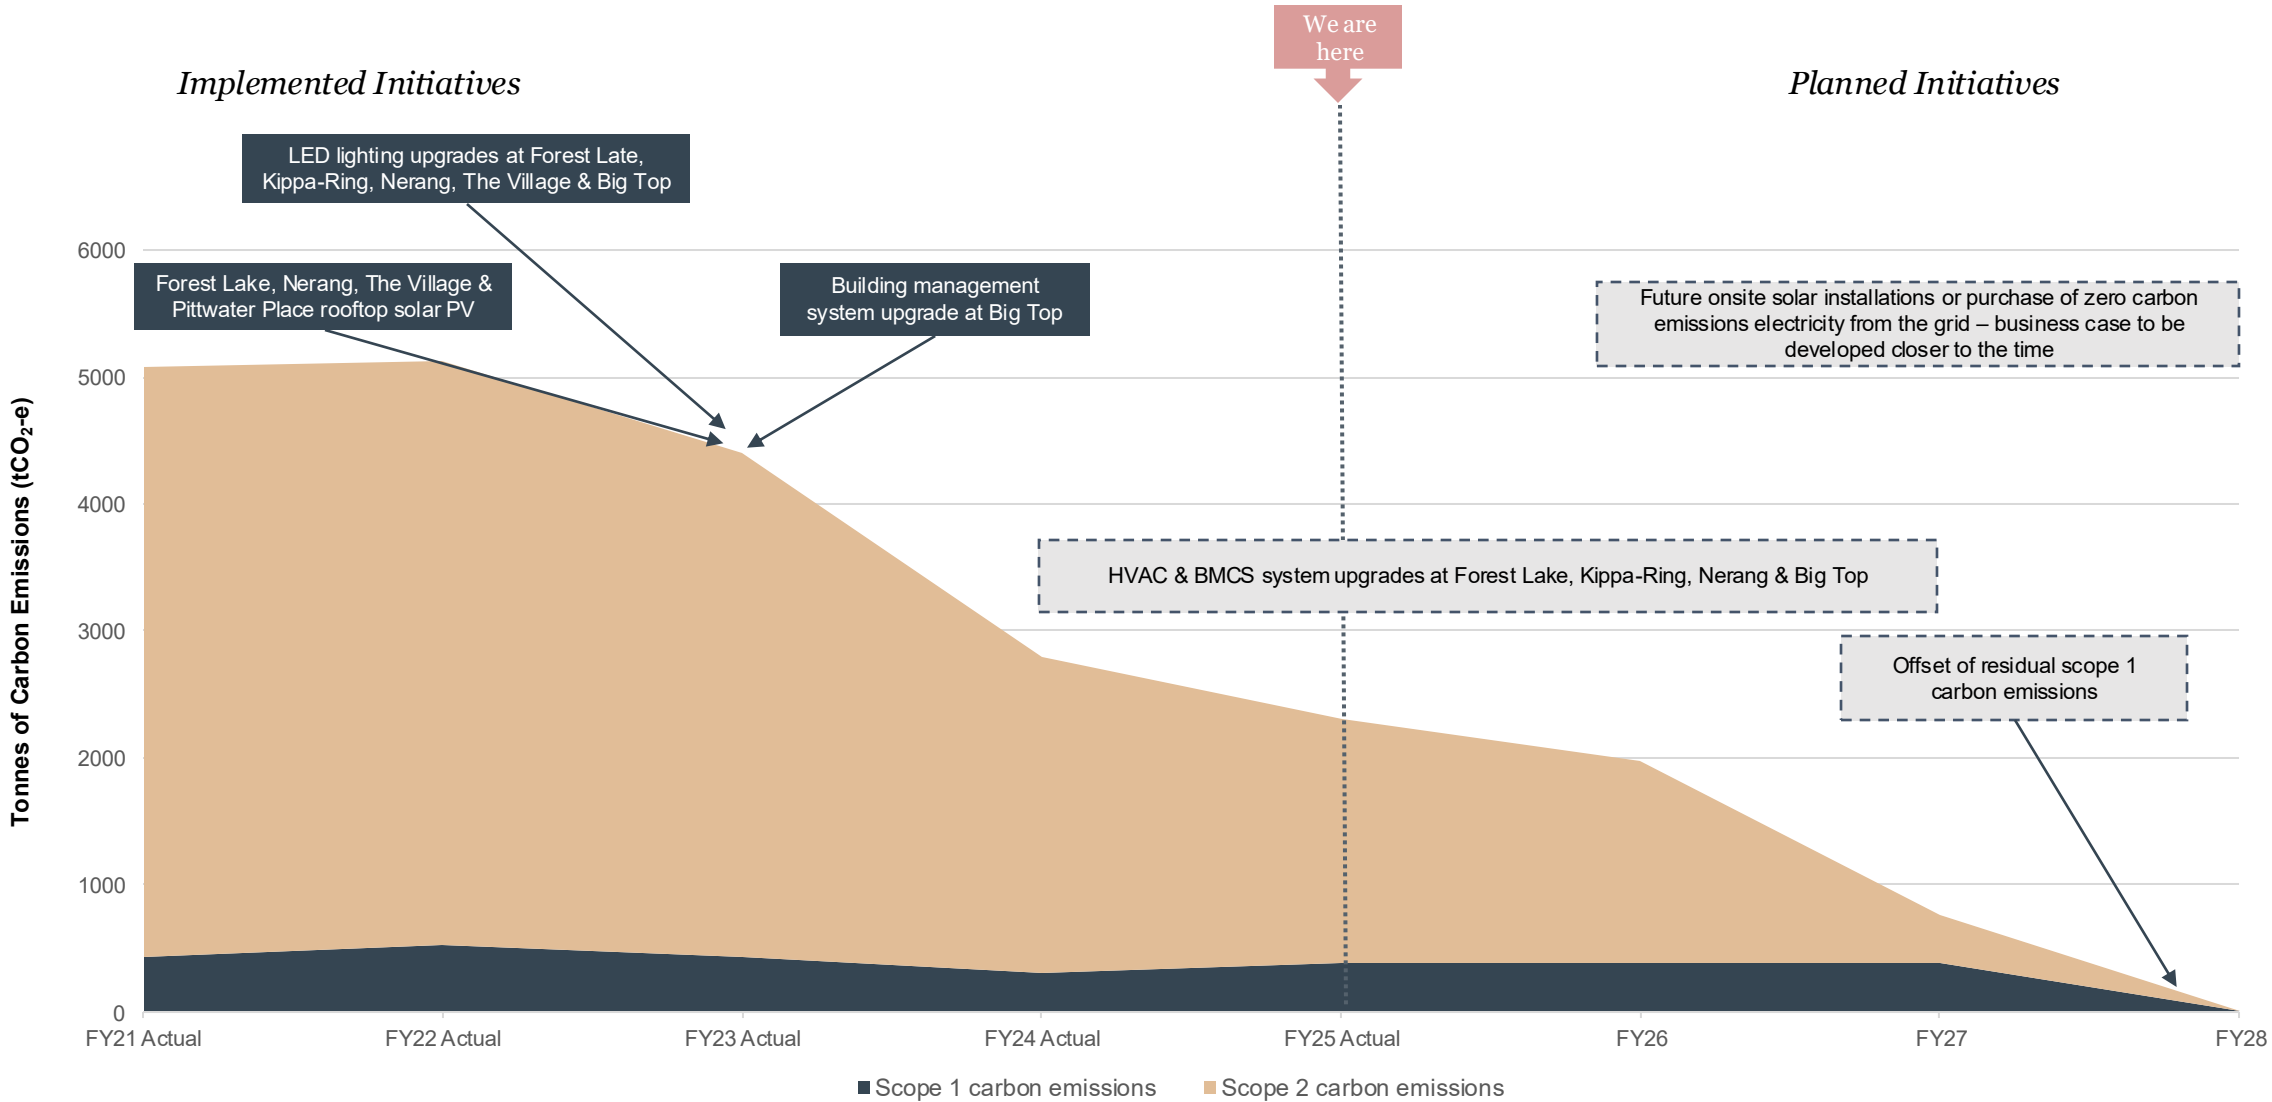 We are
here
Implemented Initiatives
Planned Initiatives
LED lighting upgrades at Forest Late,
Kippa-Ring, Nerang, The Village & Big Top
Forest Lake, Nerang, The Village &
Pittwater Place rooftop solar PV
Building management
system upgrade at Big Top
Future onsite solar installations or purchase of zero carbon
emissions electricity from the grid – business case to be
developed closer to the time
HVAC & BMCS system upgrades at Forest Lake, Kippa-Ring, Nerang & Big Top
Offset of residual scope 1
carbon emissions
Tonnes of Carbon Emissions (tCO₂-e)
6000
5000
4000
3000
2000
1000
0
FY21 Actual
FY22 Actual
FY23 Actual
FY24 Actual
FY25 Actual
FY26
FY27
FY28
Scope 1 carbon emissions
Scope 2 carbon emissions